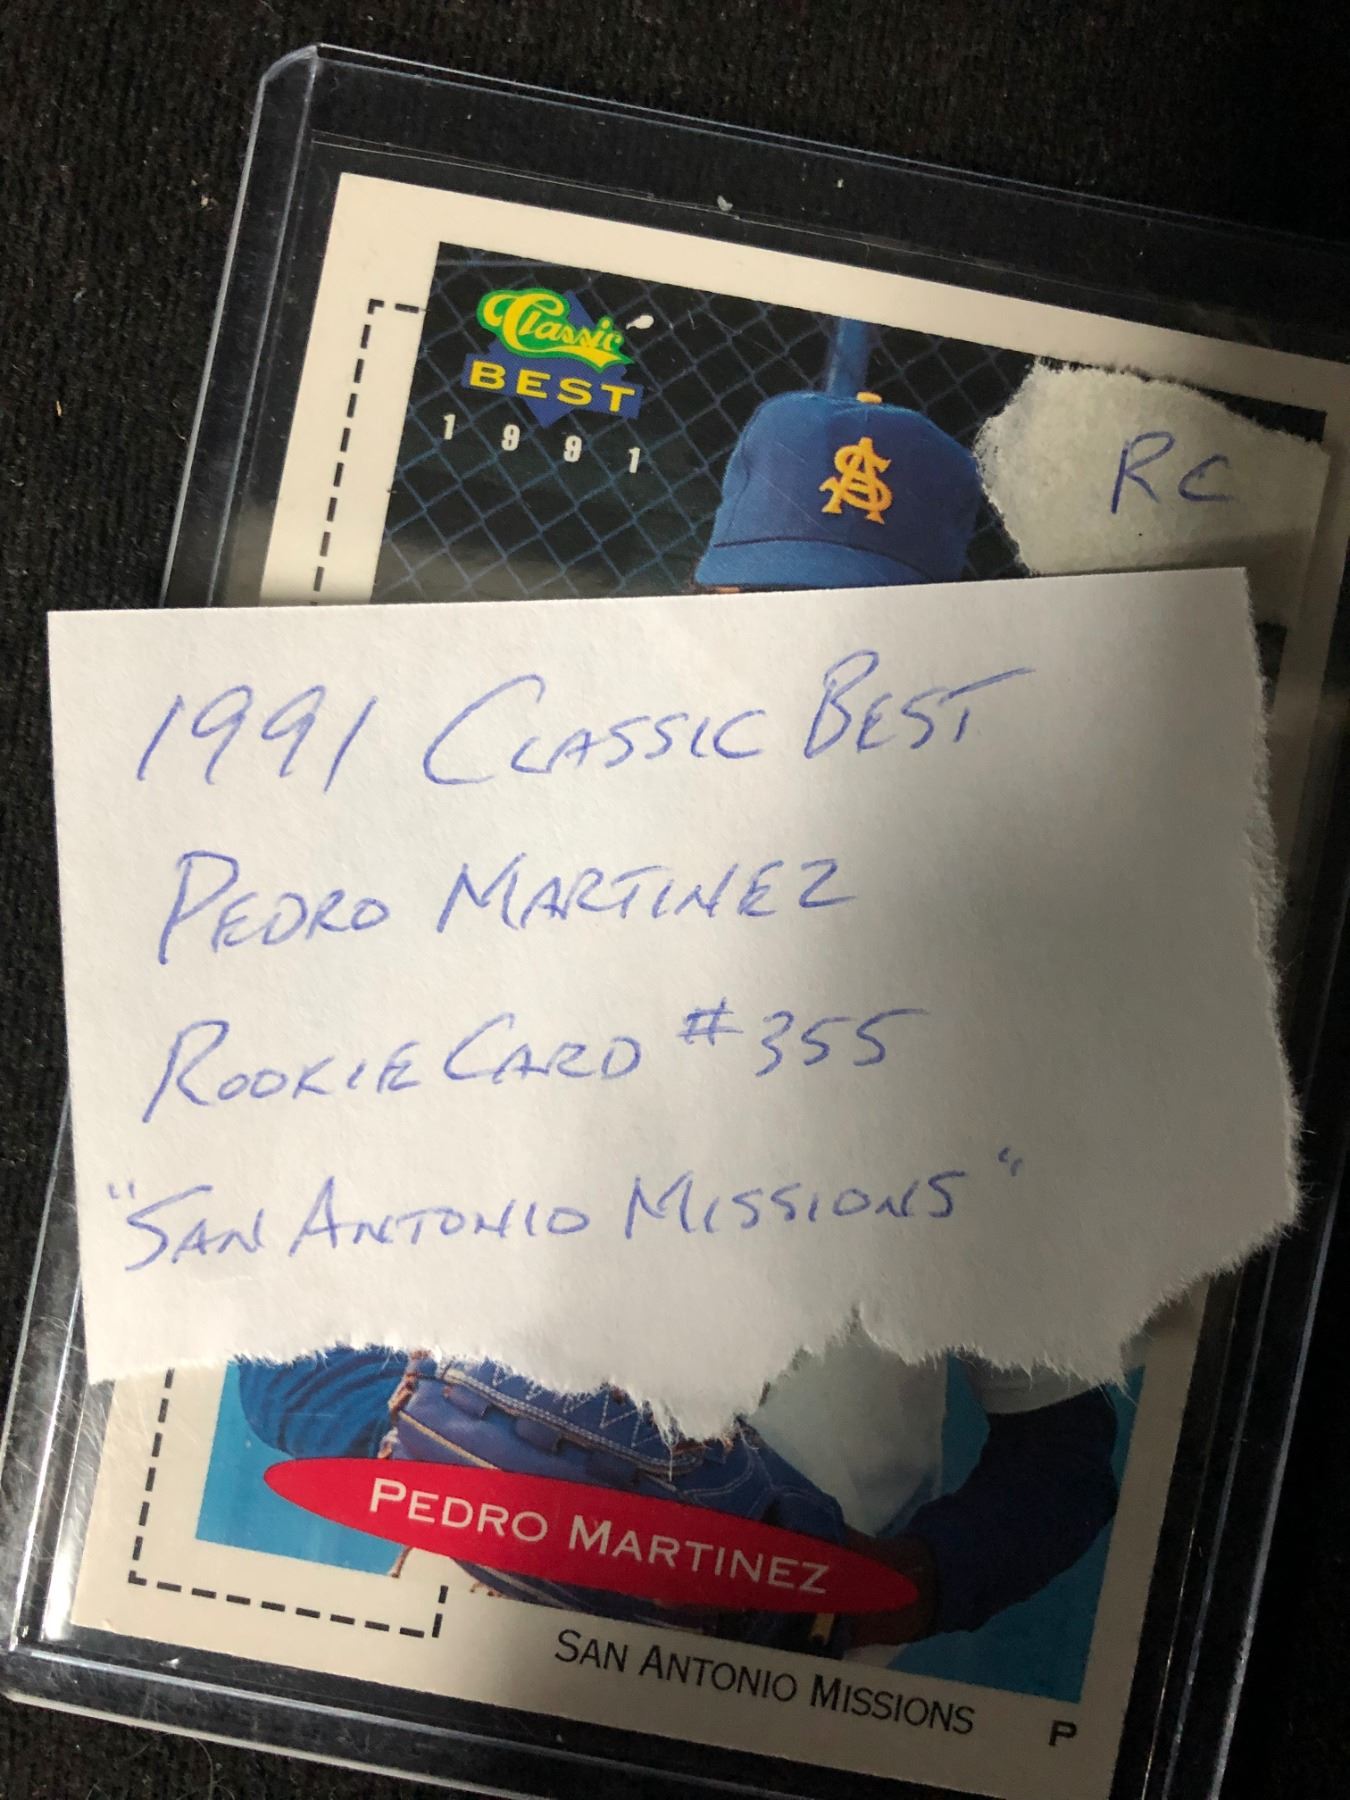 Classic
BEST
1991
SA
RC
1991 CLASSIC BEST
PEDRO MARTINEZ
ROOKIE CARD #355
"SAN ANTONIO MISSIONS"
PEDRO MARTINEZ
SAN ANTONIO MISSIONS
P